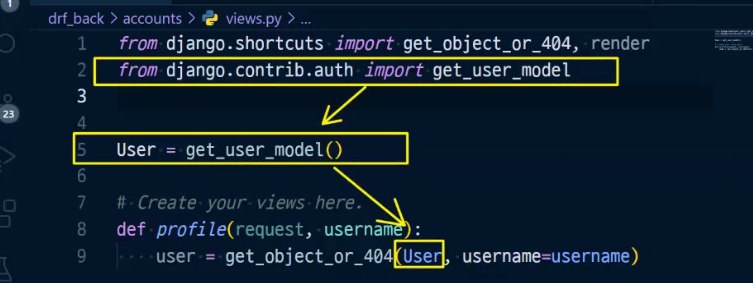 1
drf_back > accounts > views.py > ...
1 from django.shortcuts import get_object_or_404, render
2 from django.contrib.auth import get_user_model
3
4
5 User = get_user_model()
6
7 # Create your views here.
8 def profile(request, username):
9     user = get_object_or_404(User, username=username)
23